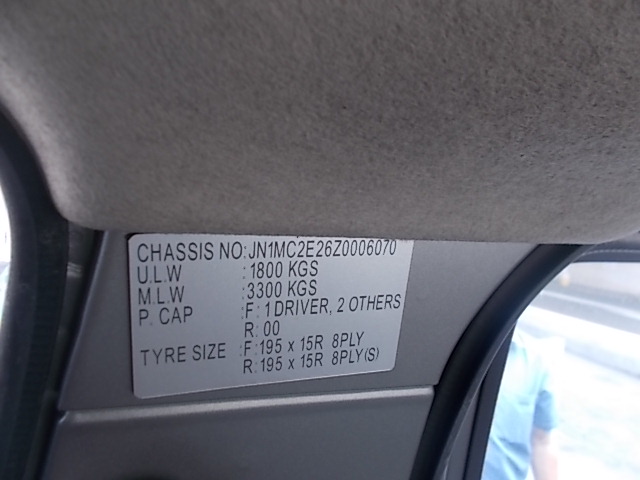 CHASSIS NO:JN1MC2E26Z0006070
U.L.W :1800 KGS
M.L.W :3300 KGS
P. CAP :F:1 DRIVER, 2 OTHERS
R:00
TYRE SIZE :F:195 x 15R 8PLY
R:195 x 15R 8PLY(S)